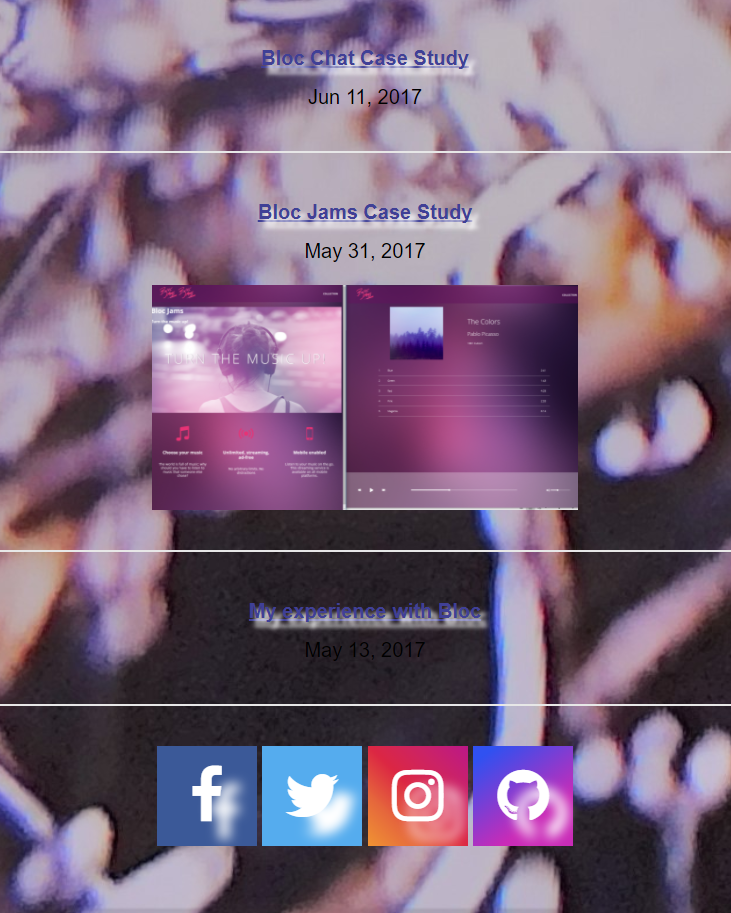 Bloc Chat Case Study
Jun 11, 2017
Bloc Jams Case Study
May 31, 2017
Bloc Jams
TURN THE MUSIC UP!
The Colors
Pablo Picasso
Choose your music
Unlimited, streaming,
ad-free
Mobile enabled
My experience with Bloc
May 13, 2017